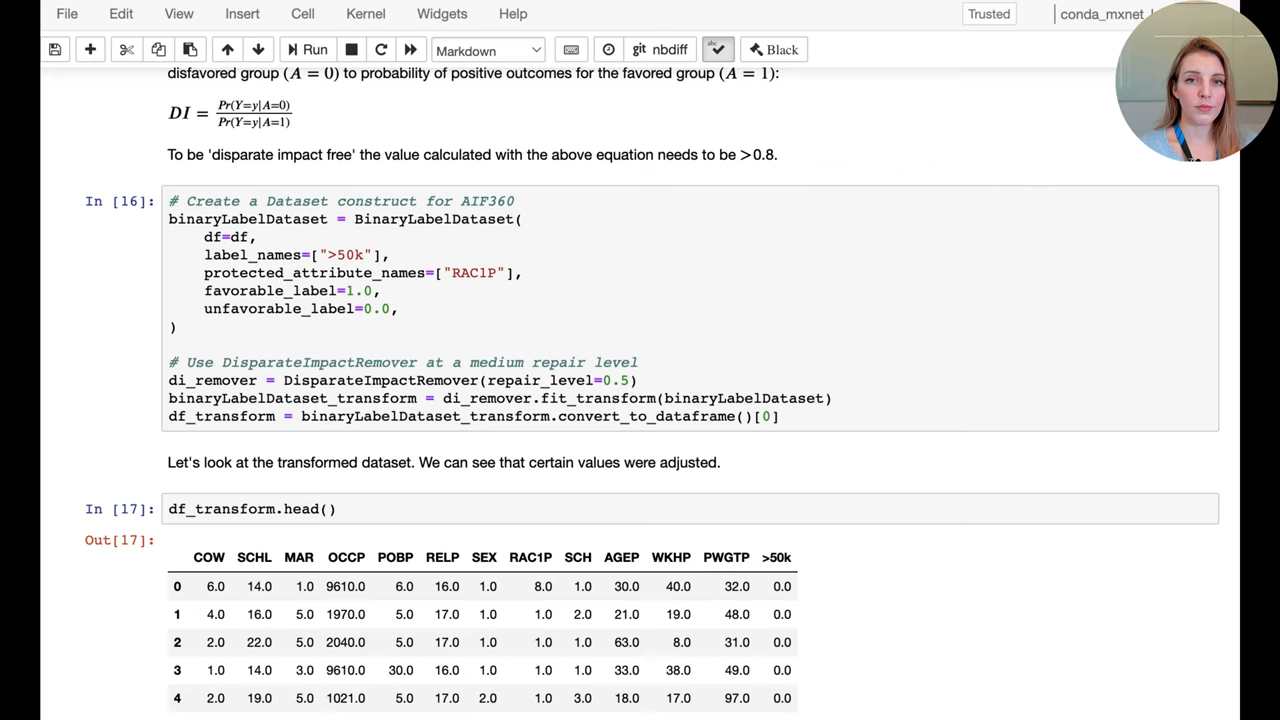 File Edit View Insert Cell Kernel Widgets Help Trusted conda_mxnet_
Run Markdown git nbdiff abc Black
disfavored group (A = 0) to probability of positive outcomes for the favored group (A = 1):
DI = Pr(Y=y|A=0)
Pr(Y=y|A=1)
To be 'disparate impact free' the value calculated with the above equation needs to be >0.8.
In [16]: # Create a Dataset construct for AIF360
binaryLabelDataset = BinaryLabelDataset(
df=df,
label_names=[">50k"],
protected_attribute_names=["RAC1P"],
favorable_label=1.0,
unfavorable_label=0.0,
)
# Use DisparateImpactRemover at a medium repair level
di_remover = DisparateImpactRemover(repair_level=0.5)
binaryLabelDataset_transform = di_remover.fit_transform(binaryLabelDataset)
df_transform = binaryLabelDataset_transform.convert_to_dataframe()[0]
Let's look at the transformed dataset. We can see that certain values were adjusted.
In [17]: df_transform.head()
Out[17]:
COW SCHL MAR OCCP POBP RELP SEX RAC1P SCH AGEP WKHP PWGTP >50k
0 6.0 14.0 1.0 9610.0 6.0 16.0 1.0 8.0 1.0 30.0 40.0 32.0 0.0
1 4.0 16.0 5.0 1970.0 5.0 17.0 1.0 1.0 2.0 21.0 19.0 48.0 0.0
2 2.0 22.0 5.0 2040.0 5.0 17.0 1.0 1.0 1.0 63.0 8.0 31.0 0.0
3 1.0 14.0 3.0 9610.0 30.0 16.0 1.0 1.0 1.0 33.0 38.0 49.0 0.0
4 2.0 19.0 5.0 1021.0 5.0 17.0 2.0 1.0 3.0 18.0 17.0 97.0 0.0